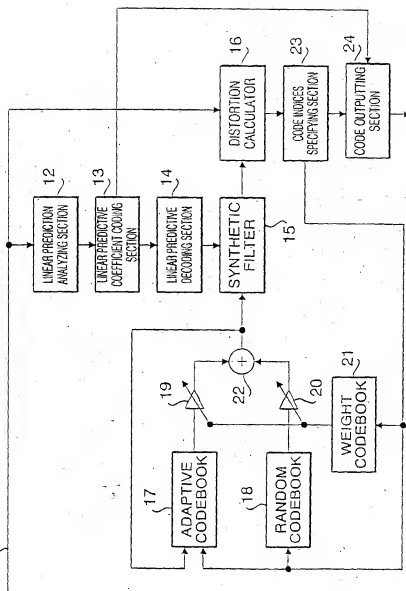 12
LINEAR PREDICTION
ANALYZING SECTION
13
LINEAR PREDICTIVE
COEFFICIENT CODING
SECTION
14
LINEAR PREDICTIVE
DECODING SECTION
SYNTHETIC
FILTER
15
16
DISTORTION
CALCULATOR
23
CODE INDICES
SPECIFYING SECTION
24
CODE OUTPUTTING
SECTION
17
ADAPTIVE
CODEBOOK
18
RANDOM
CODEBOOK
19
20
22
21
WEIGHT
CODEBOOK